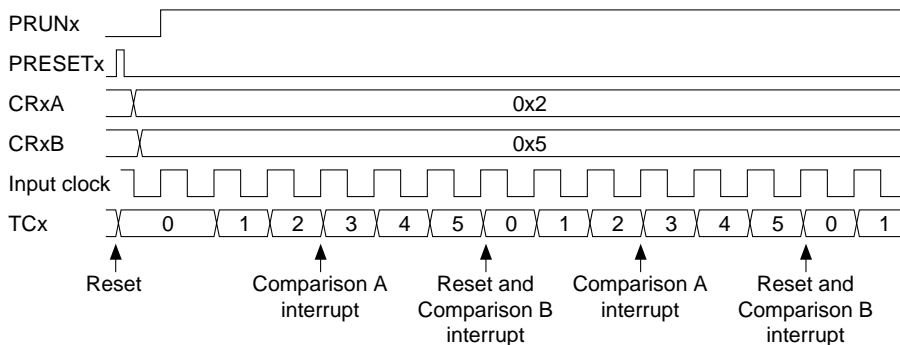 PRUNx
PRESETx
CRxA 0x2
CRxB 0x5
Input clock
TCx 0 1 2 3 4 5 0 1 2 3 4 5 0 1
Reset Comparison A Reset and Comparison A Reset and
interrupt Comparison B interrupt Comparison B
interrupt interrupt